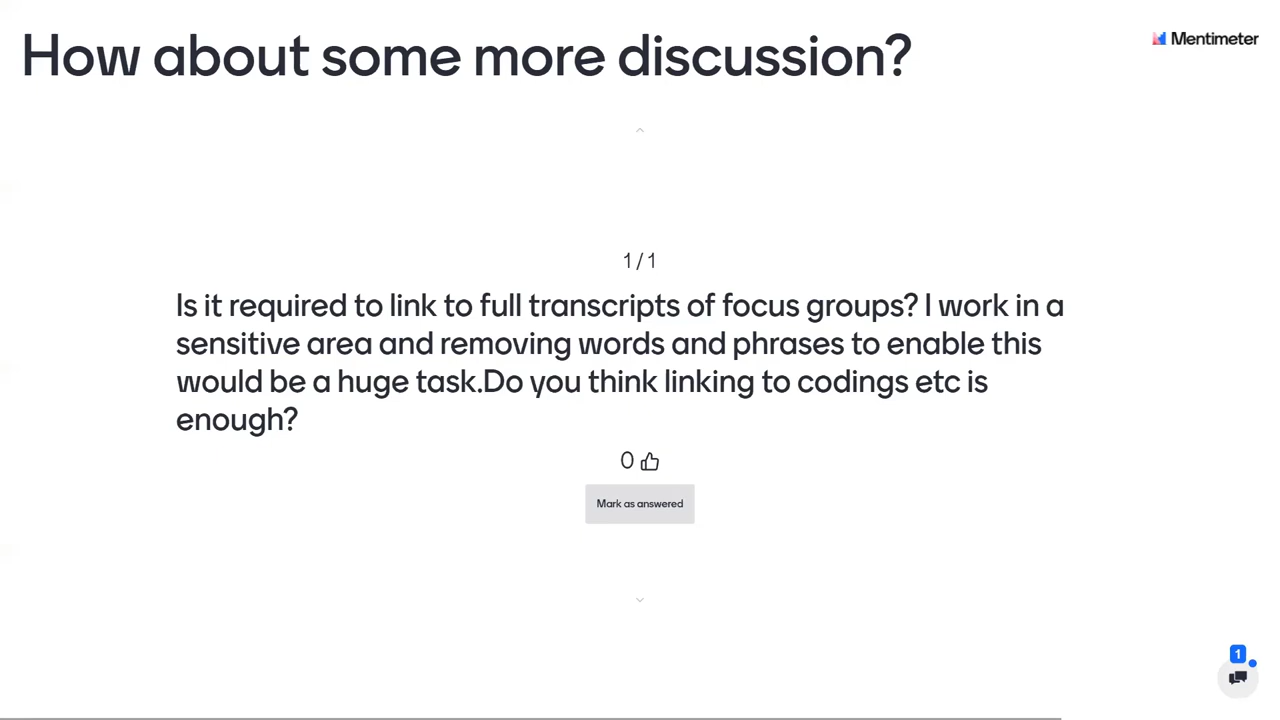 How about some more discussion?
Mentimeter
1/1
Is it required to link to full transcripts of focus groups? I work in a
sensitive area and removing words and phrases to enable this
would be a huge task.Do you think linking to codings etc is
enough?
0
Mark as answered
1